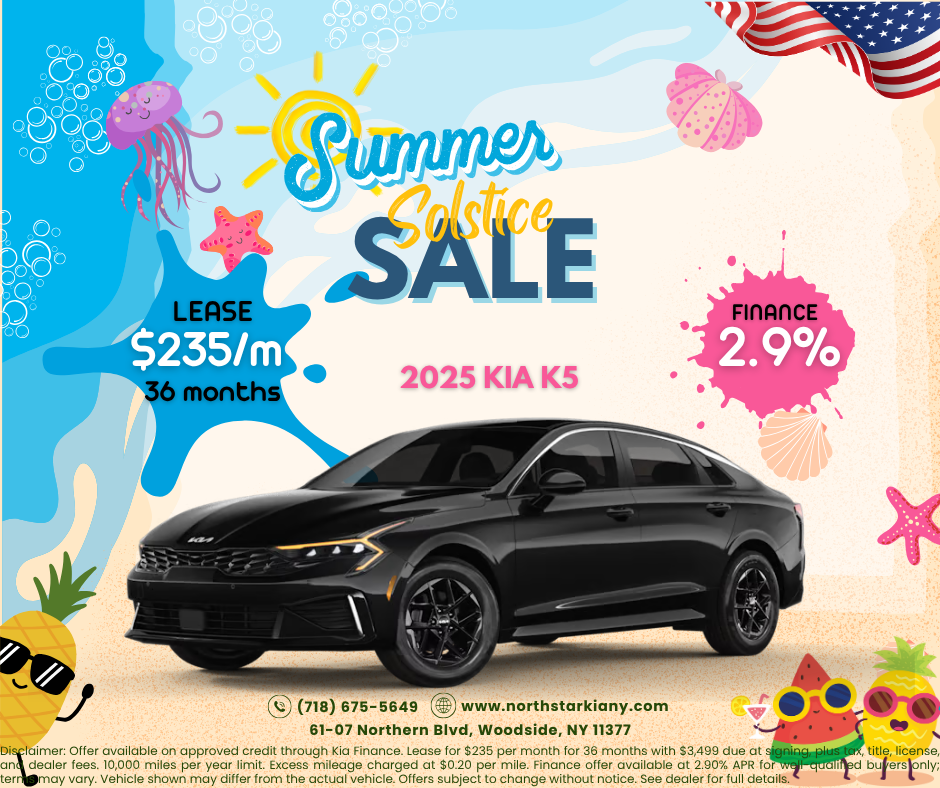 Summer
Solstice
SALE
LEASE
$235/m
36 months
FINANCE
2.9%
2025 KIA K5
KIA
(718) 675-5649 www.northstarkiany.com
61-07 Northern Blvd, Woodside, NY 11377
Disclaimer: Offer available on approved credit through Kia Finance. Lease for $235 per month for 36 months with $3,499 due at signing, plus tax, title, license,
and dealer fees. 10,000 miles per year limit. Excess mileage charged at $0.20 per mile. Finance offer available at 2.90% APR for well-qualified buyers only;
terms may vary. Vehicle shown may differ from the actual vehicle. Offers subject to change without notice. See dealer for full details.